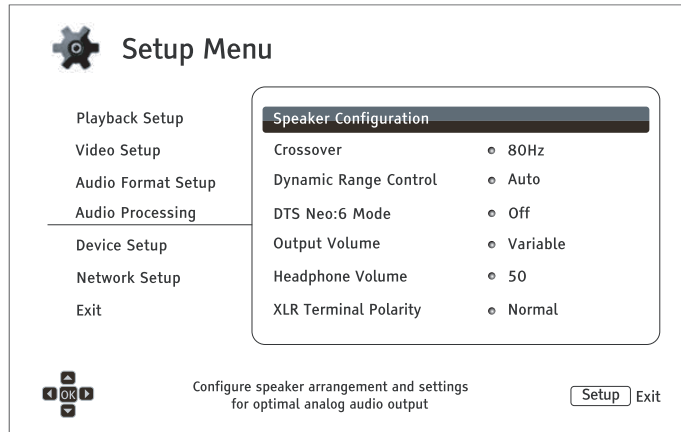 Setup Menu
Playback Setup
Video Setup
Audio Format Setup
Audio Processing
Device Setup
Network Setup
Exit
Speaker Configuration
Crossover 80Hz
Dynamic Range Control Auto
DTS Neo:6 Mode Off
Output Volume Variable
Headphone Volume 50
XLR Terminal Polarity Normal
OK
Configure speaker arrangement and settings
for optimal analog audio output
Setup Exit